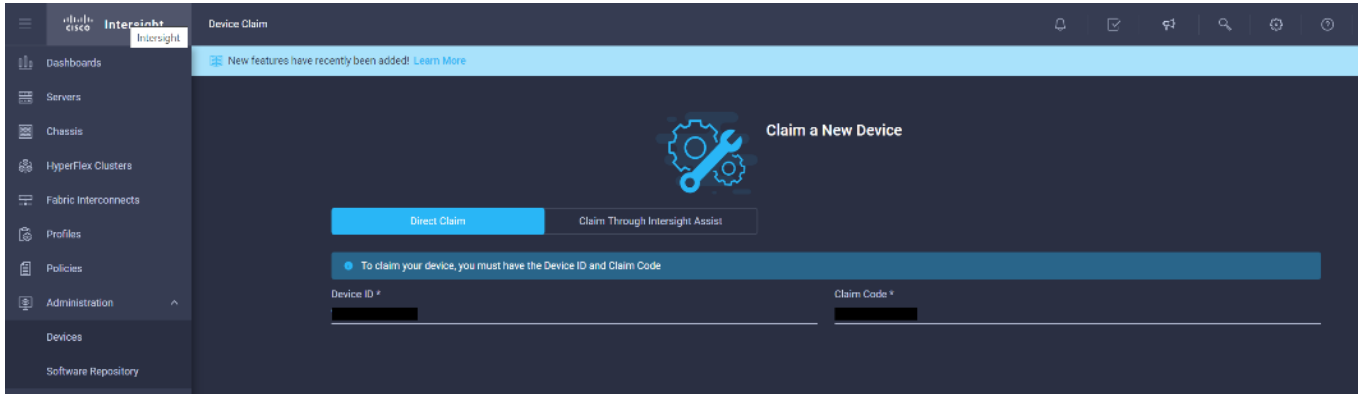 cisco Intersight
Intersight
Device Claim
Dashboards
Servers
Chassis
HyperFlex Clusters
Fabric Interconnects
Profiles
Policies
Administration
Devices
Software Repository
New features have recently been added! Learn More
Claim a New Device
Direct Claim
Claim Through Intersight Assist
To claim your device, you must have the Device ID and Claim Code
Device ID *
Claim Code *